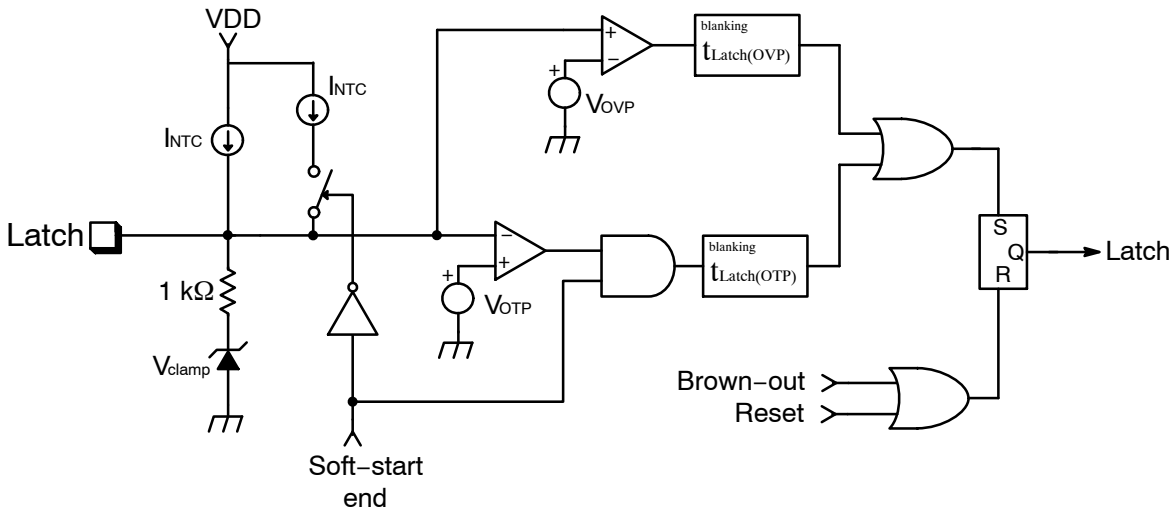 VDD
blanking
tLatch(OVP)
INTC
+
−
+
VOVP
INTC
Latch
−
+
+
VOTP
blanking
tLatch(OTP)
S
Q
R
Latch
1 kΩ
Vclamp
Brown−out
Reset
Soft−start
end